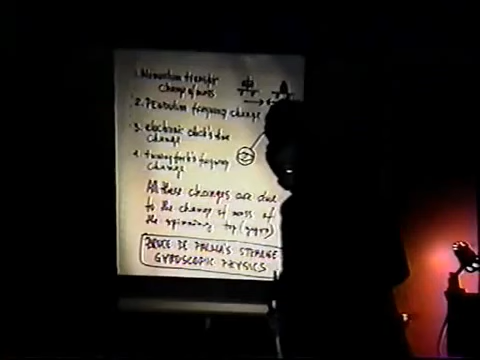 1. Momentum transfer
change of mass
2. Pendulum frequency change
3. electronic clock's time
change
4. tuning fork's frequency
change
All these changes are due
to the change of mass of
the spinning top (gyro)
BRUCE DE PALMA'S STRANGE
GYROSCOPIC PHYSICS